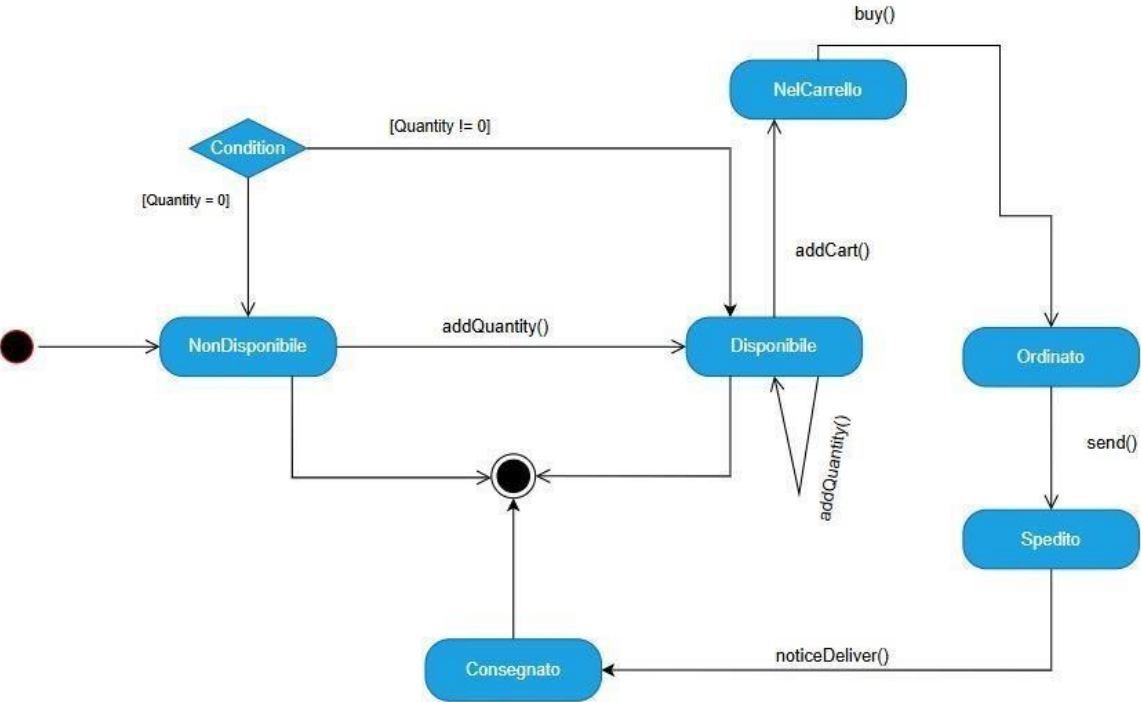 buy()
NelCarrello
[Quantity != 0]
Condition
[Quantity = 0]
addCart()
addQuantity()
NonDisponibile
Disponibile
Ordinato
addQuantity()
send()
Spedito
noticeDeliver()
Consegnato